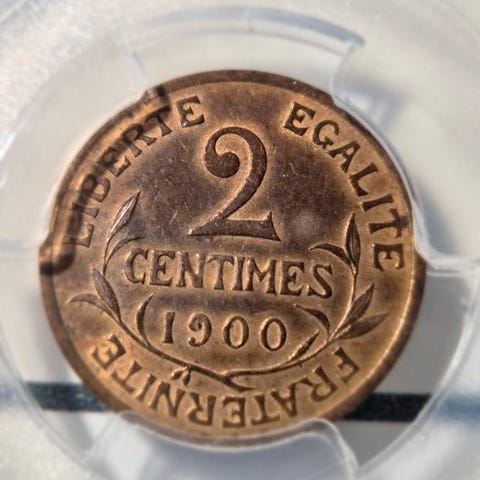 LIBERTE EGALITE
2
CENTIMES
1900
FRATERNITE